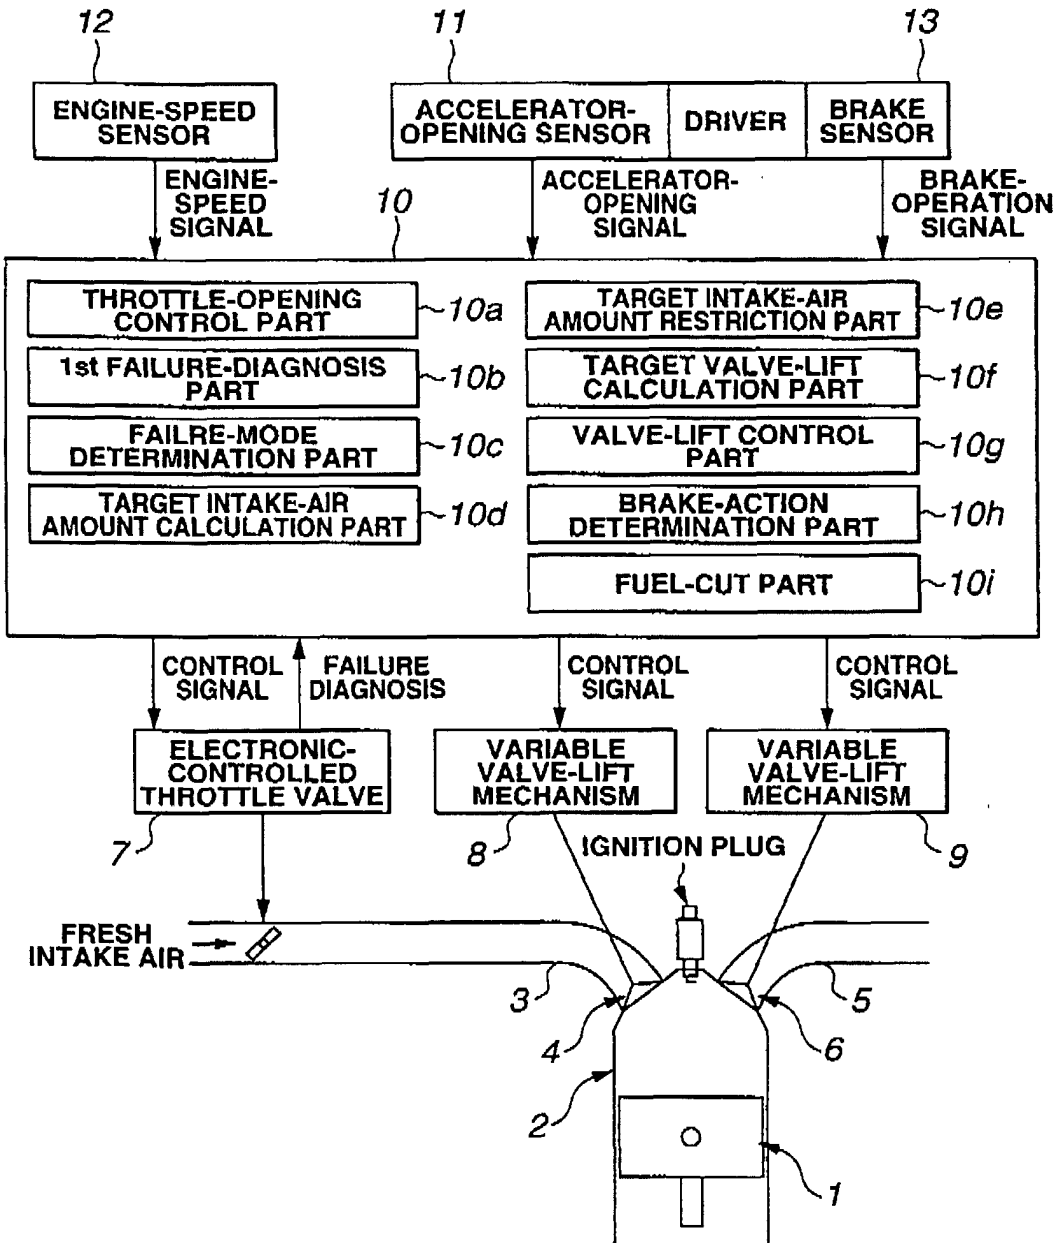 12
11
13
ENGINE-SPEED
SENSOR
ACCELERATOR-
OPENING SENSOR
DRIVER
BRAKE
SENSOR
ENGINE-
SPEED
SIGNAL
10
ACCELERATOR-
OPENING
SIGNAL
BRAKE-
OPERATION
SIGNAL
THROTTLE-OPENING
CONTROL PART
10a
1st FAILURE-DIAGNOSIS
PART
10b
FAILRE-MODE
DETERMINATION PART
10c
TARGET INTAKE-AIR
AMOUNT CALCULATION PART
10d
TARGET INTAKE-AIR
AMOUNT RESTRICTION PART
10e
TARGET VALVE-LIFT
CALCULATION PART
10f
VALVE-LIFT CONTROL
PART
10g
BRAKE-ACTION
DETERMINATION PART
10h
FUEL-CUT PART
10i
CONTROL
SIGNAL
FAILURE
DIAGNOSIS
CONTROL
SIGNAL
CONTROL
SIGNAL
ELECTRONIC-
CONTROLLED
THROTTLE VALVE
VARIABLE
VALVE-LIFT
MECHANISM
VARIABLE
VALVE-LIFT
MECHANISM
7
8
IGNITION PLUG
9
FRESH
INTAKE AIR
3
5
4
6
2
1